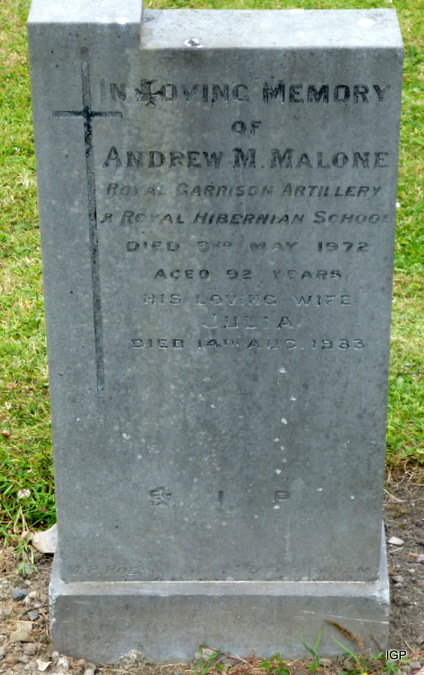 IN LOVING MEMORY
OF
ANDREW M. MALONE
ROYAL GARRISON ARTILLERY
& ROYAL HIBERNIAN SCHOOL
DIED 3RD MAY 1972
AGED 92 YEARS
HIS LOVING WIFE
JULIA
DIED 14TH AUG. 1983
R I P
IGP